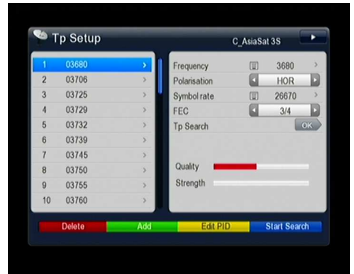 Tp Setup
C_AsiaSat 3S
1 03680
2 03706
3 03725
4 03729
5 03732
6 03739
7 03745
8 03750
9 03755
10 03760
Frequency 3680
Polarisation HOR
Symbolrate 26670
FEC 3/4
Tp Search OK
Quality
Strength
Delete Add Edit PID Start Search